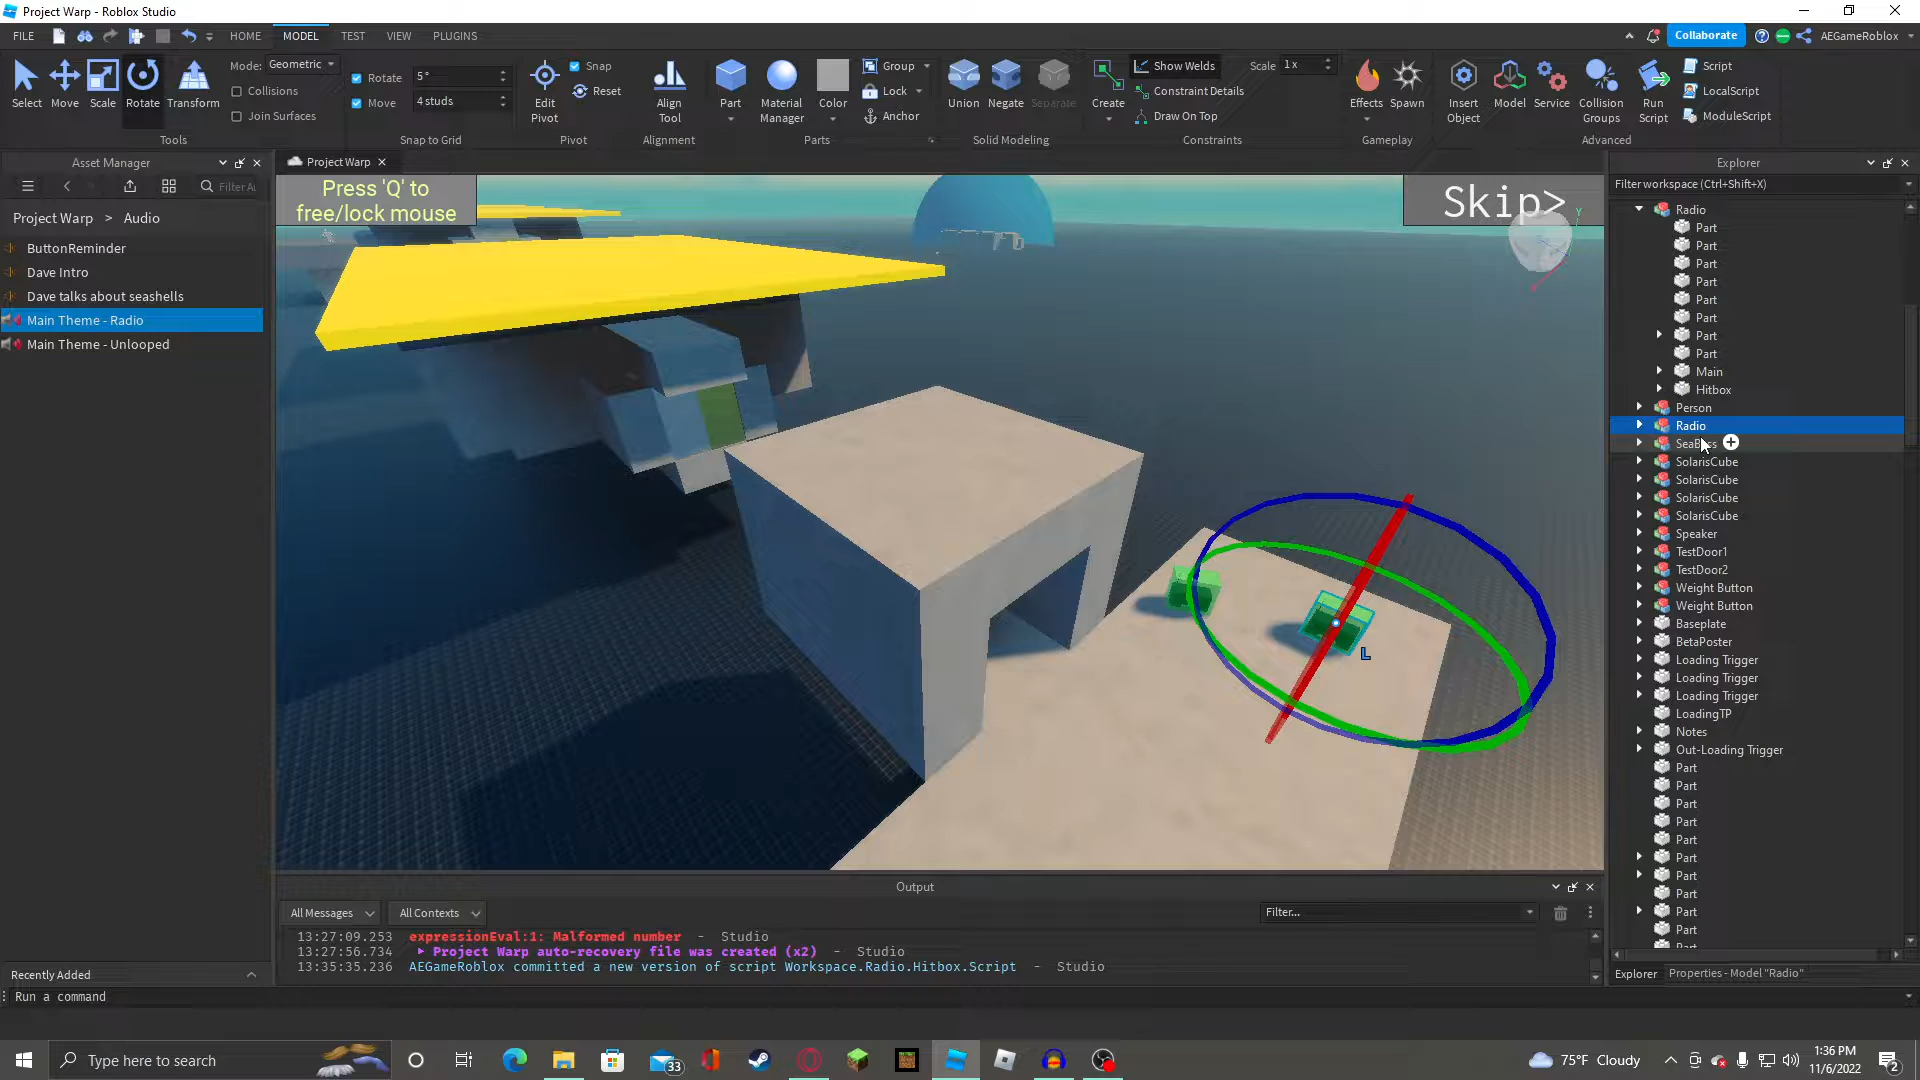 Project Warp - Roblox Studio
FILE
HOME
MODEL
TEST
VIEW
PLUGINS
Collaborate
AEGameRoblox
Select
Move
Scale
Rotate
Transform
Mode:
Geometric
Collisions
Join Surfaces
Tools
Rotate
5°
Move
4 studs
Snap to Grid
Edit
Pivot
Snap
Reset
Pivot
Align
Tool
Alignment
Part
Material
Manager
Color
Group
Lock
Anchor
Parts
Union
Negate
Separate
Solid Modeling
Create
Show Welds
Scale
1 x
Constraint Details
Draw On Top
Constraints
Effects
Spawn
Gameplay
Insert
Object
Model
Service
Collision
Groups
Run
Script
Script
LocalScript
ModuleScript
Advanced
Asset Manager
Filter
Project Warp > Audio
ButtonReminder
Dave Intro
Dave talks about seashells
Main Theme - Radio
Main Theme - Unlooped
Recently Added
Project Warp
Press 'Q' to
free/lock mouse
Skip>
Y
L
Explorer
Filter workspace (Ctrl+Shift+X)
Radio
Part
Part
Part
Part
Part
Part
Part
Part
Main
Hitbox
Person
Radio
SolarisCube
SolarisCube
SolarisCube
SolarisCube
Speaker
TestDoor1
TestDoor2
Weight Button
Weight Button
Baseplate
BetaPoster
Loading Trigger
Loading Trigger
Loading Trigger
LoadingTP
Notes
Out-Loading Trigger
Part
Part
Part
Part
Part
Part
Part
Part
Part
Part
Part
Explorer
Properties - Model "Radio"
Output
All Messages
All Contexts
Filter...
13:27:09.253 expressionEval:1: Malformed number - Studio
13:27:56.734 Project Warp auto-recovery file was created (x2) - Studio
13:35:35.236 AEGameRoblox committed a new version of script Workspace.Radio.Hitbox.Script - Studio
Run a command
Type here to search
33
75°F Cloudy
1:36 PM
11/6/2022
2